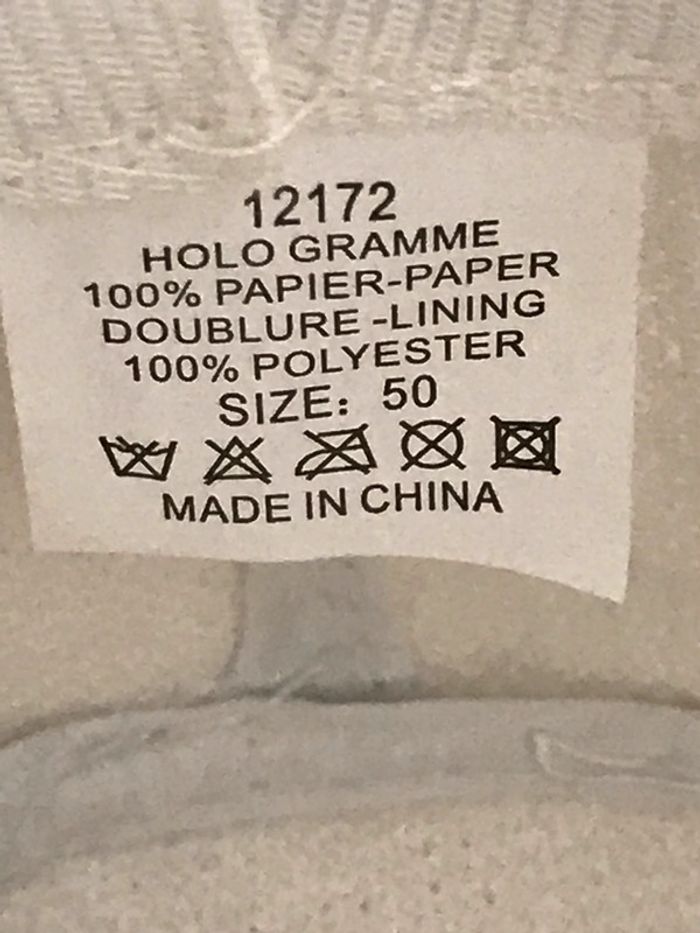 12172
HOLO GRAMME
100% PAPIER-PAPER
DOUBLURE -LINING
100% POLYESTER
SIZE: 50
MADE IN CHINA